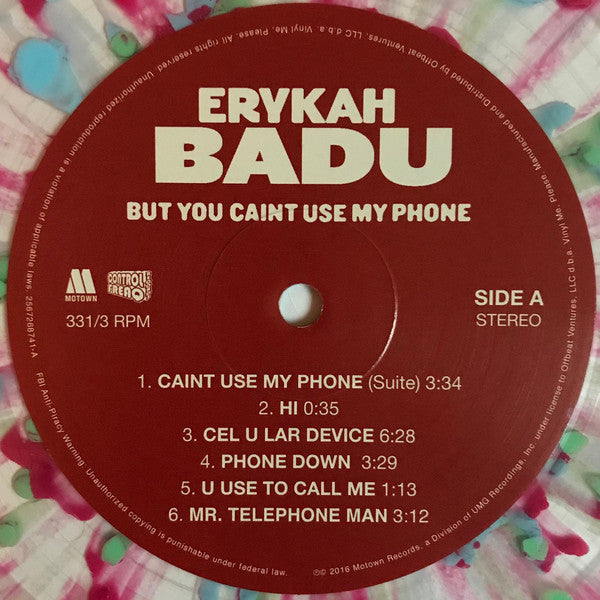 ERYKAH
BADU
BUT YOU CAINT USE MY PHONE
M
MOTOWN
CONTROL
FREAQ
331/3 RPM
SIDE A
STEREO
1. CAINT USE MY PHONE (Suite) 3:34
2. HI 0:35
3. CEL U LAR DEVICE 6:28
4. PHONE DOWN 3:29
5. U USE TO CALL ME 1:13
6. MR. TELEPHONE MAN 3:12
FBI Anti-Piracy Warning: Unauthorized copying is punishable under federal law.
℗© 2016 Motown Records, a Division of UMG Recordings, Inc. under license to Offbeat Ventures, LLC d.b.a. Vinyl Me, Please. Manufactured and Distributed by Offbeat Ventures, LLC d.b.a. Vinyl Me, Please. All rights reserved. Unauthorized reproduction is a violation of applicable laws. 2567268741-A